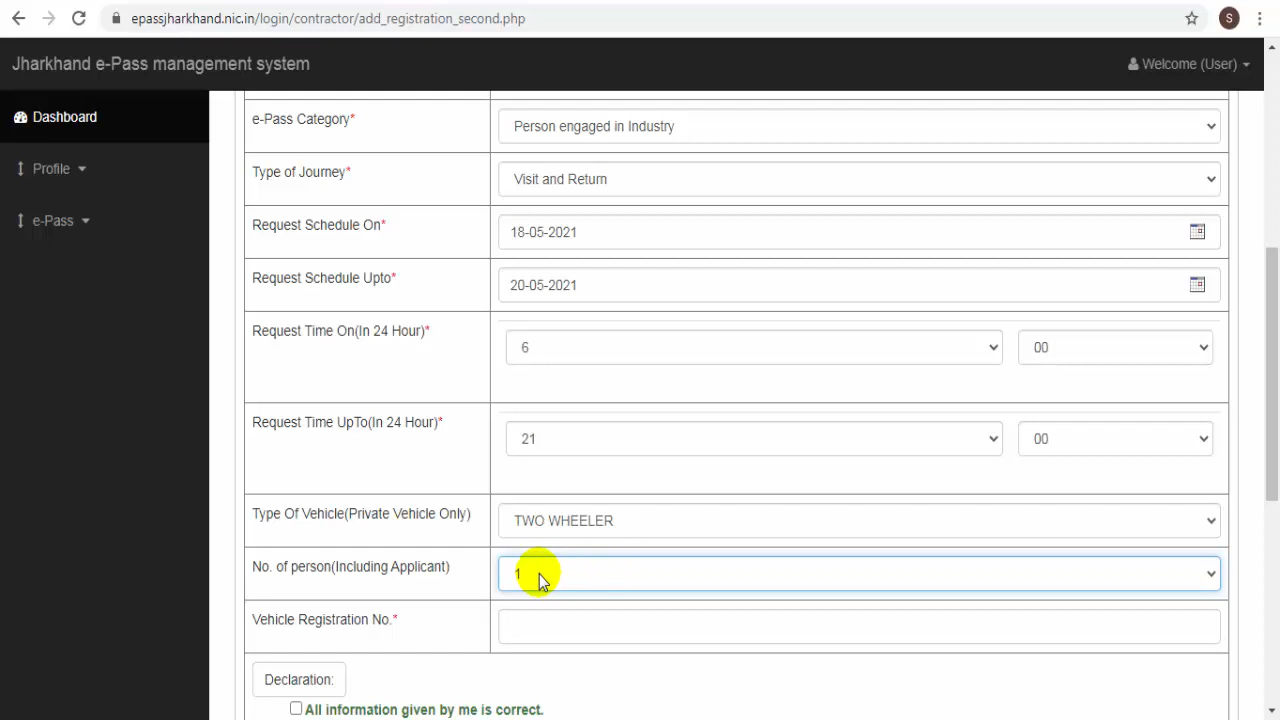 epassjharkhand.nic.in/login/contractor/add_registration_second.php
S
Jharkhand e-Pass management system
Welcome (User)
Dashboard
Profile
e-Pass
e-Pass Category*
Person engaged in Industry
Type of Journey*
Visit and Return
Request Schedule On*
18-05-2021
Request Schedule Upto*
20-05-2021
Request Time On(In 24 Hour)*
6
00
Request Time UpTo(In 24 Hour)*
21
00
Type Of Vehicle(Private Vehicle Only)
TWO WHEELER
No. of person(Including Applicant)
1
Vehicle Registration No.*
Declaration:
All information given by me is correct.